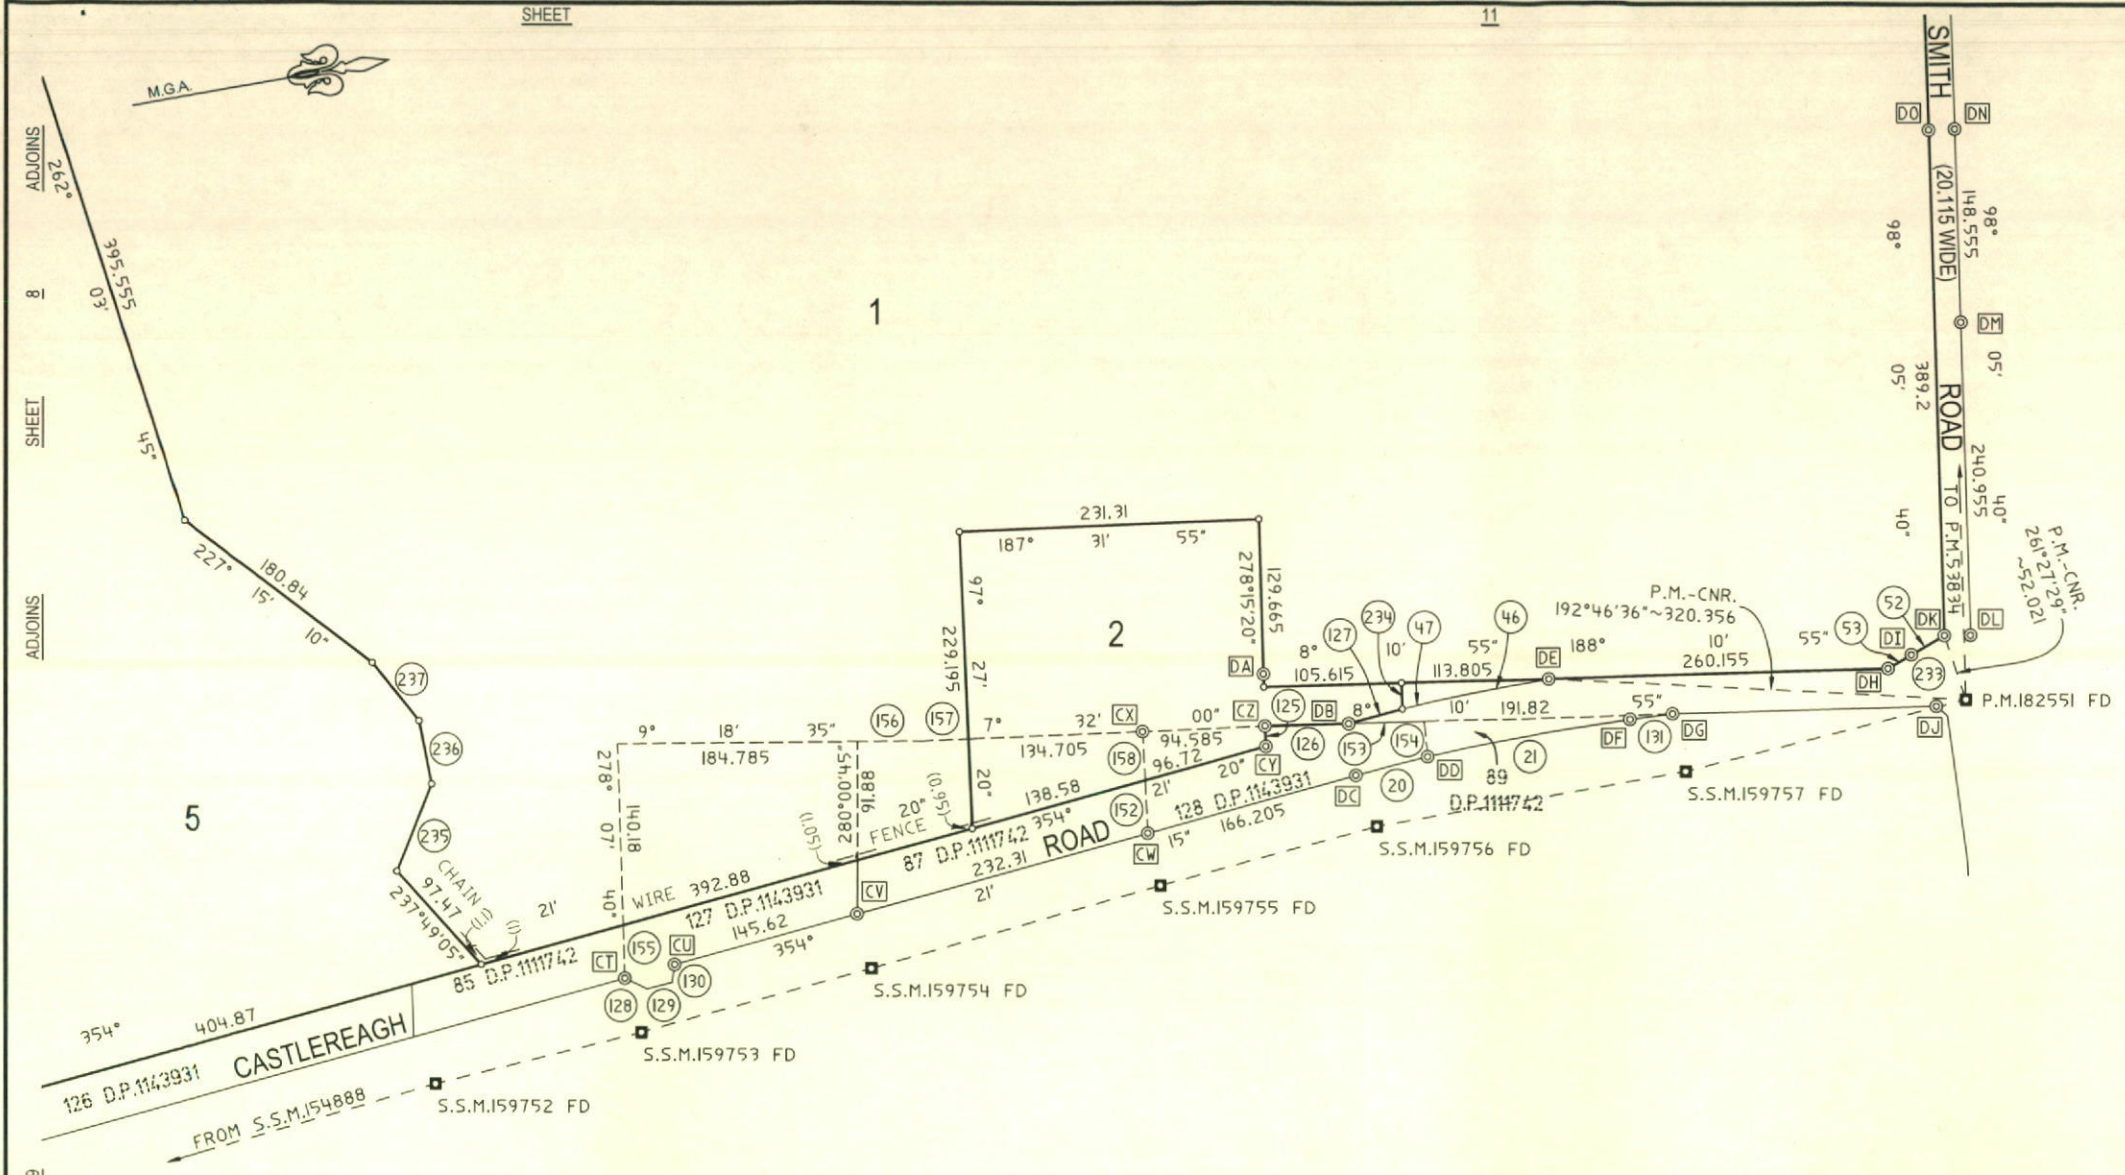 SHEET
11
M.G.A.
ADJOINS
8
SHEET
ADJOINS
262°
395.555
03'
45"
227°
180.84
15'
10"
237
236
235
5
CHAIN
97.47
(1.1)
(1)
237°49'05"
1
2
231.31
187° 31' 55"
97°
229.195
27'
20"
129.665
278°15'20"
SMITH
ROAD
(20.115 WIDE)
DO
DN
98°
148.555
98°
DM
05'
389.2
05'
240.955
40"
40"
TO P.M.53834
P.M.-CNR.
261°27'29"
~52.021
DK
DL
52
53
DI
233
DH
P.M.182551 FD
DJ
P.M.-CNR.
192°46'36"~320.356
234
47
46
127
DA
8° 10' 55"
105.615
113.805
DE
188° 10' 55"
260.155
CZ
125
DB
8° 10' 55"
191.82
126
153
154
CY
DF
131
DG
DD
21
89
D.P.1111742
DC
20
9° 18' 35"
184.785
156
157
7° 32' 00"
134.705
CX
94.585
158
96.72
278°
07'
40"
140.18
280°00'45"
91.88
(0.95)
(1.05)
20"
FENCE
WIRE
392.88
21'
138.58
354°
21'
20"
152
87 D.P.1111742
ROAD
232.31
21'
CW
15"
128 D.P.1143931
166.205
127 D.P.1143931
145.62
354°
CV
155
CU
CT
130
128
129
85 D.P.1111742
354°
404.87
CASTLEREAGH
126 D.P.1143931
FROM S.S.M.154888
S.S.M.159752 FD
S.S.M.159753 FD
S.S.M.159754 FD
S.S.M.159755 FD
S.S.M.159756 FD
S.S.M.159757 FD